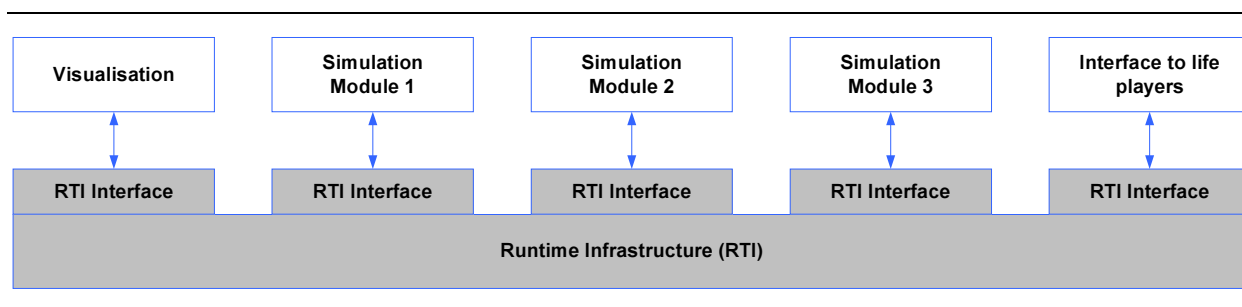 Visualisation
Simulation
Module 1
Simulation
Module 2
Simulation
Module 3
Interface to life
players
RTI Interface
RTI Interface
RTI Interface
RTI Interface
RTI Interface
Runtime Infrastructure (RTI)